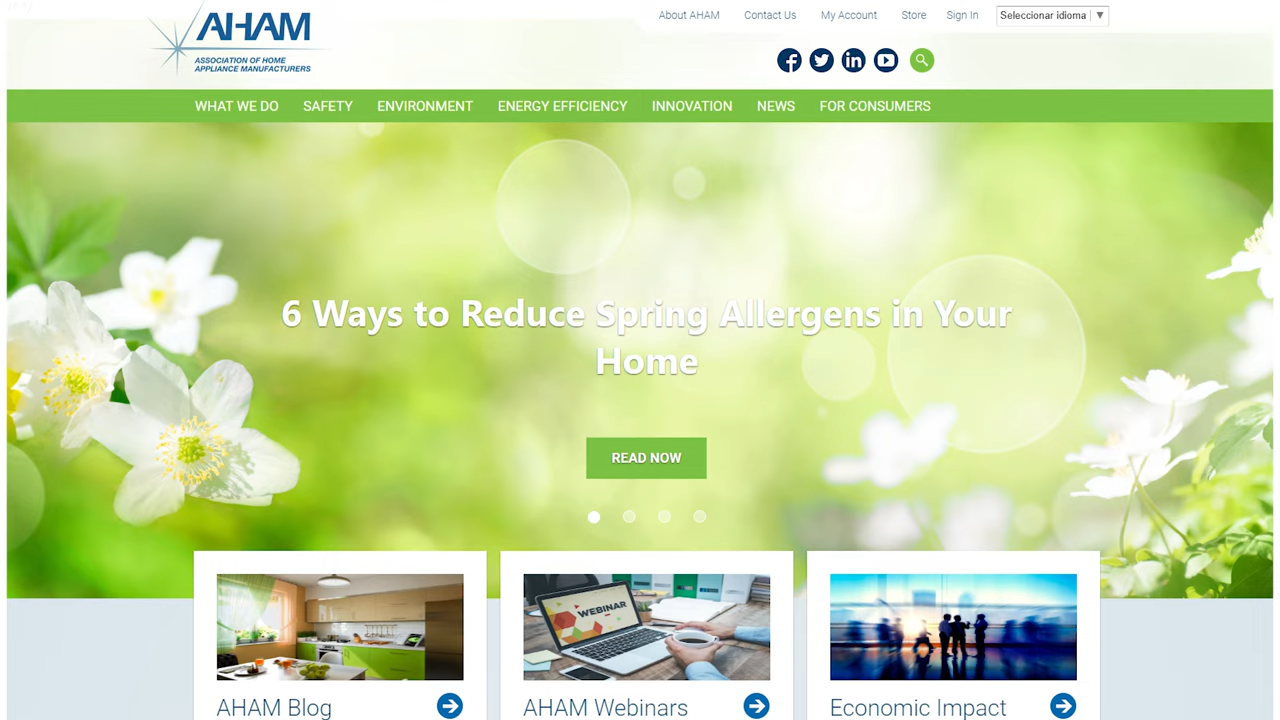 AHAM
ASSOCIATION OF HOME
APPLIANCE MANUFACTURERS
About AHAM Contact Us My Account Store Sign In Seleccionar idioma ▼
WHAT WE DO SAFETY ENVIRONMENT ENERGY EFFICIENCY INNOVATION NEWS FOR CONSUMERS
6 Ways to Reduce Spring Allergens in Your
Home
READ NOW
WEBINAR
AHAM Blog AHAM Webinars Economic Impact